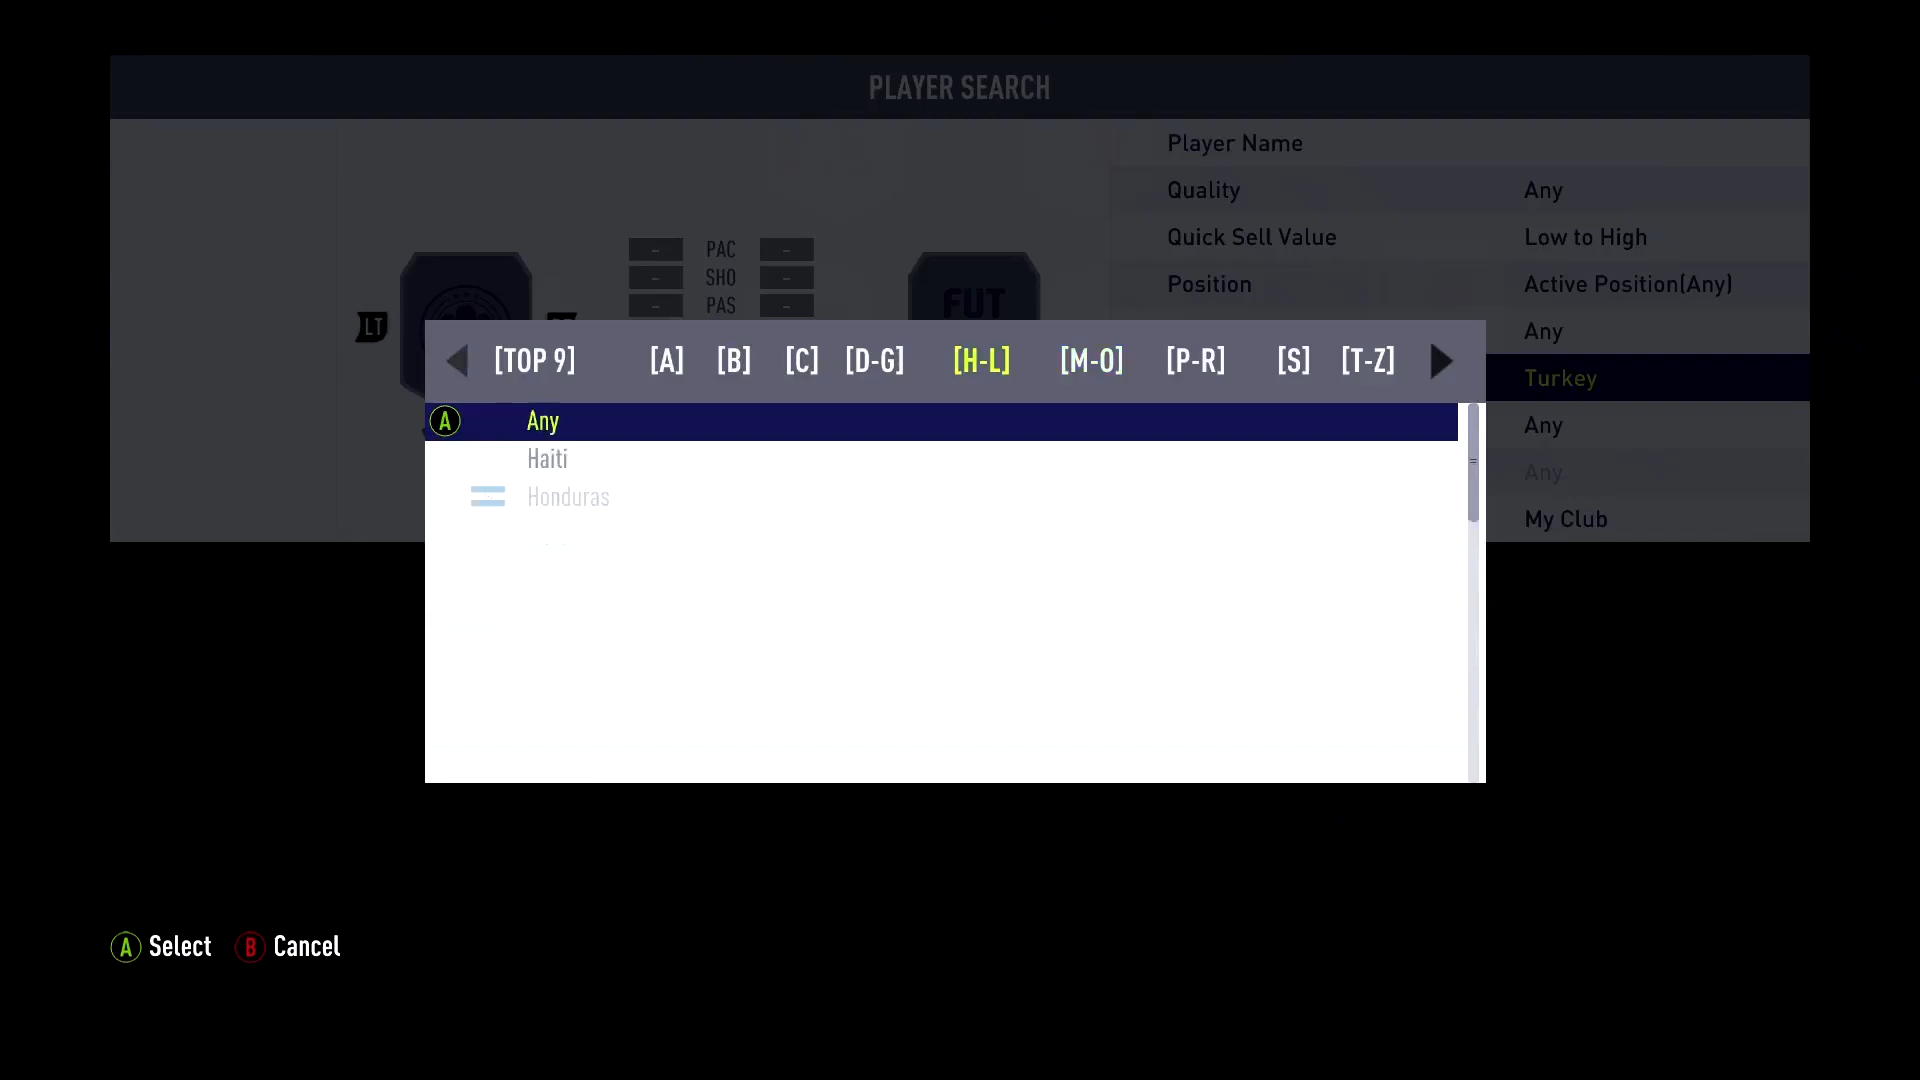 PLAYER SEARCH
Player Name
Quality Any
Quick Sell Value Low to High
Position Active Position(Any)
Any
Turkey
Any
Any
My Club
- PAC -
- SHO -
- PAS -
LT
FUT
[TOP 9] [A] [B] [C] [D-G] [H-L] [M-O] [P-R] [S] [T-Z]
A Any
Haiti
Honduras
A Select B Cancel